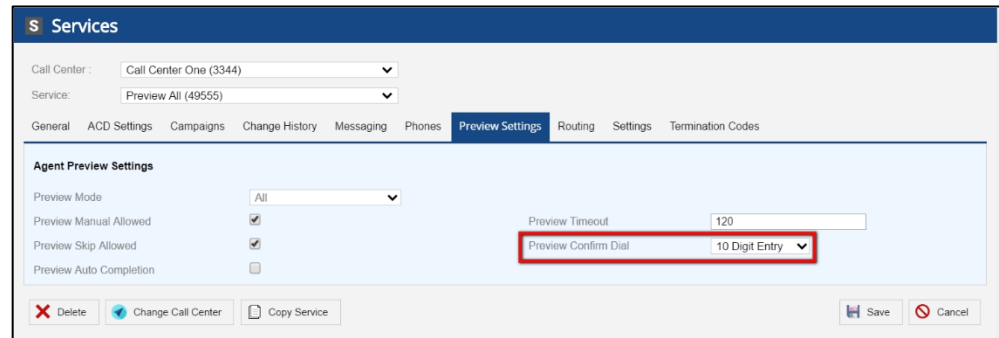 S Services
Call Center : Call Center One (3344)
Service: Preview All (49555)
General ACD Settings Campaigns Change History Messaging Phones Preview Settings Routing Settings Termination Codes
Agent Preview Settings
Preview Mode All
Preview Manual Allowed Preview Timeout 120
Preview Skip Allowed Preview Confirm Dial 10 Digit Entry
Preview Auto Completion
Delete Change Call Center Copy Service Save Cancel